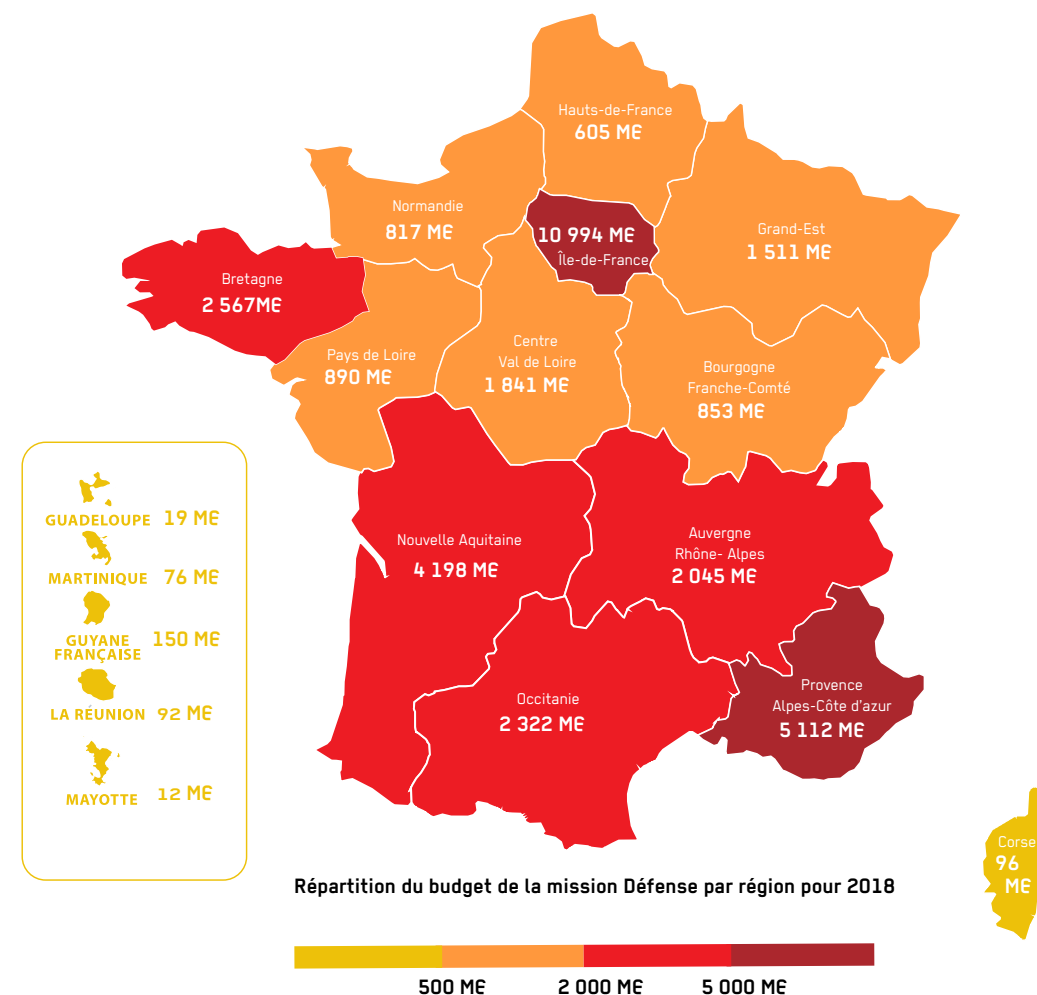 Hauts-de-France
605 M€
Normandie
817 M€
10 994 M€
Île-de-France
Grand-Est
1 511 M€
Bretagne
2 567M€
Pays de Loire
890 M€
Centre
Val de Loire
1 841 M€
Bourgogne
Franche-Comté
853 M€
GUADELOUPE 19 M€
MARTINIQUE 76 M€
GUYANE
FRANÇAISE 150 M€
LA RÉUNION 92 M€
MAYOTTE 12 M€
Nouvelle Aquitaine
4 198 M€
Auvergne
Rhône- Alpes
2 045 M€
Occitanie
2 322 M€
Provence
Alpes-Côte d'azur
5 112 M€
Corse
96
M€
Répartition du budget de la mission Défense par région pour 2018
500 M€ 2 000 M€ 5 000 M€